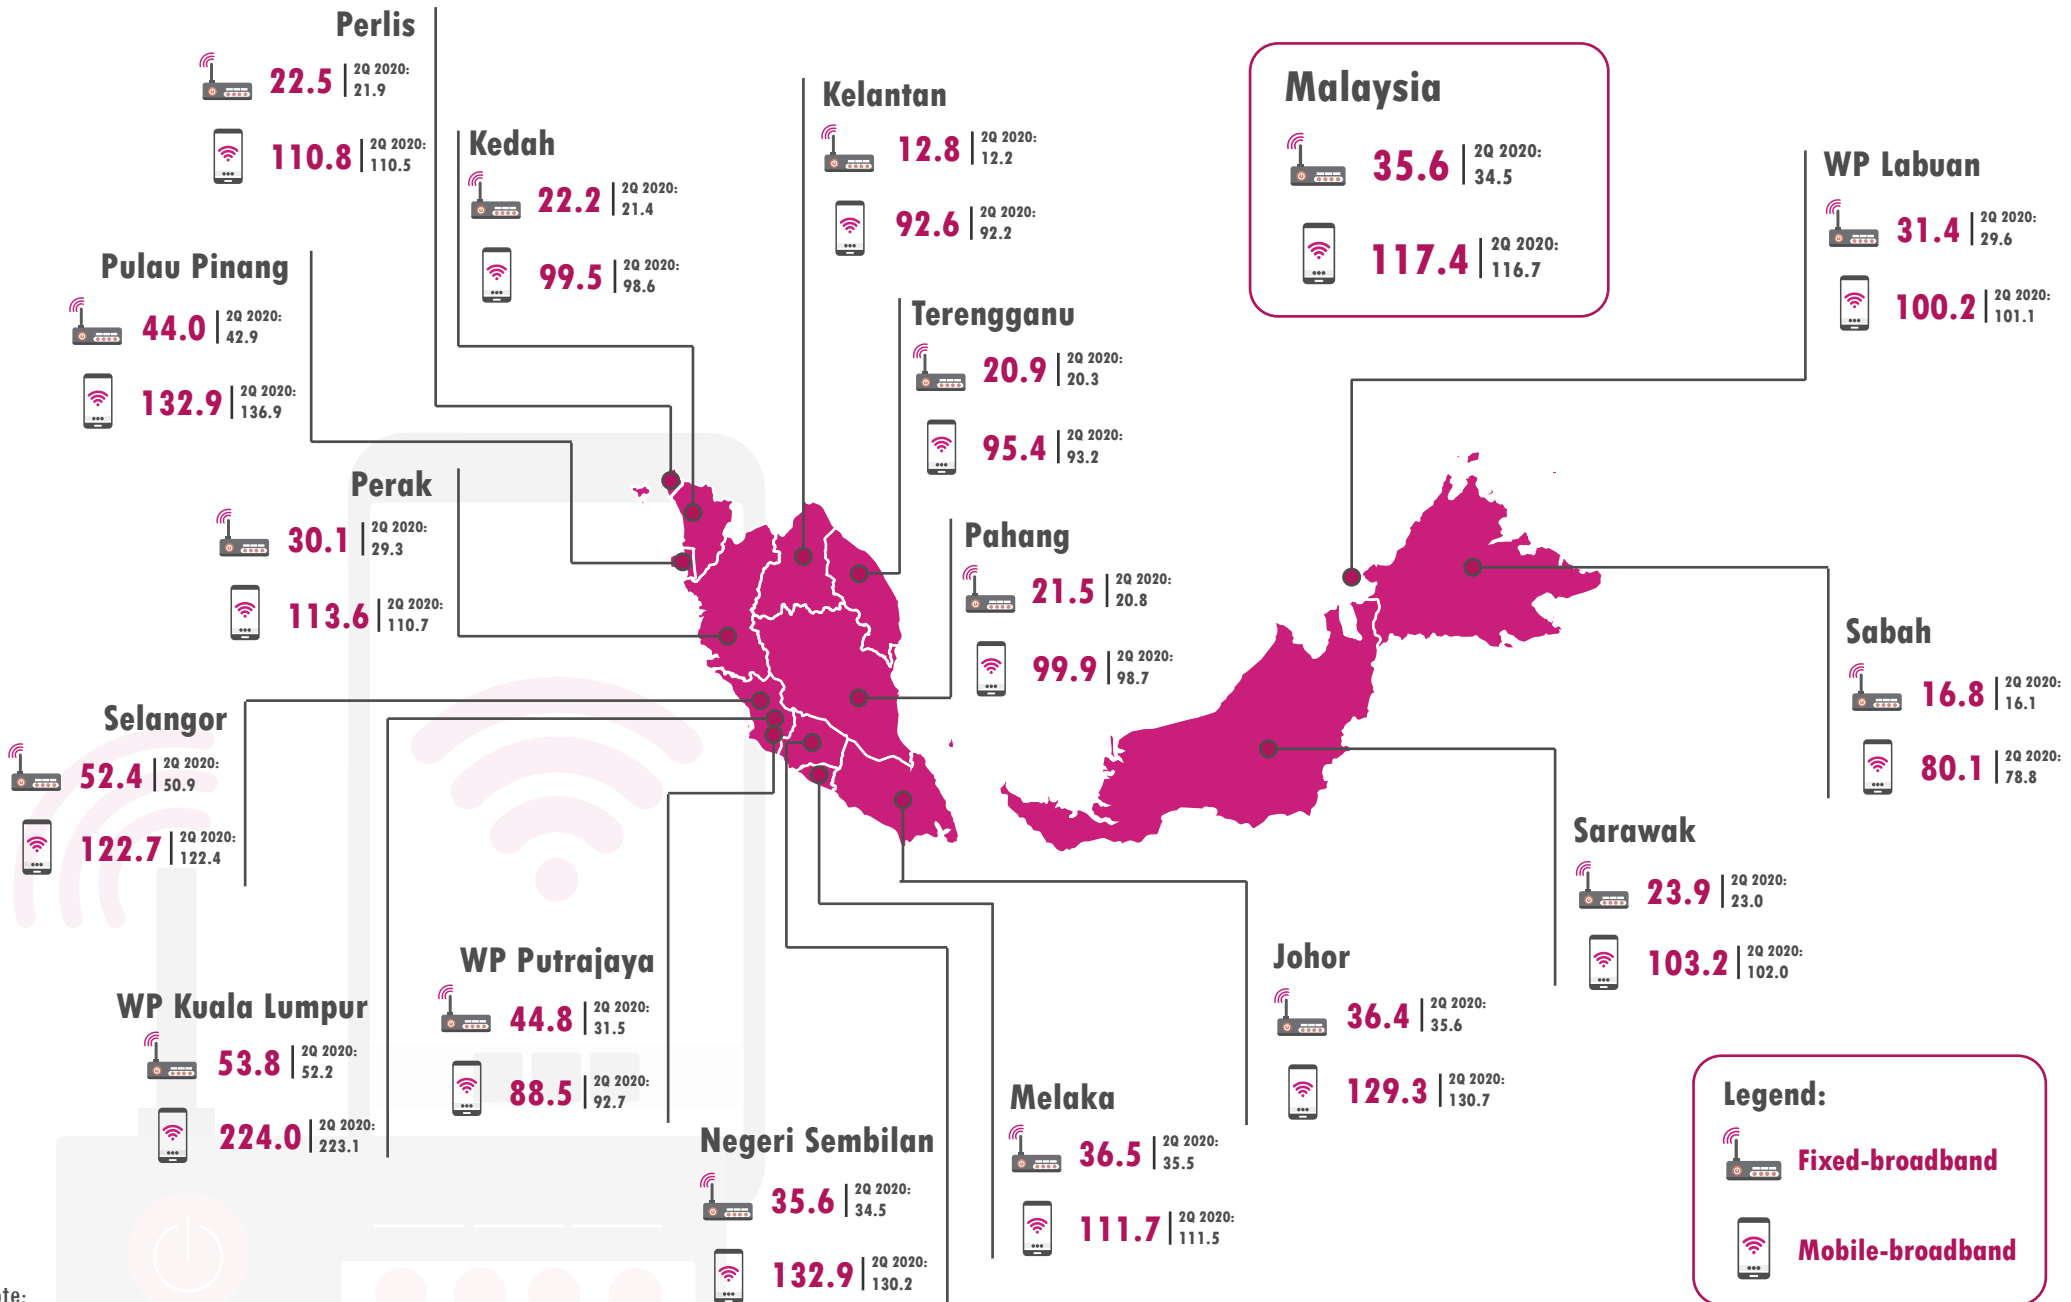 Perlis
22.5 2Q 2020:
21.9
110.8 2Q 2020:
110.5
Kedah
22.2 2Q 2020:
21.4
99.5 2Q 2020:
98.6
Kelantan
12.8 2Q 2020:
12.2
92.6 2Q 2020:
92.2
Malaysia
35.6 2Q 2020:
34.5
117.4 2Q 2020:
116.7
WP Labuan
31.4 2Q 2020:
29.6
100.2 2Q 2020:
101.1
Pulau Pinang
44.0 2Q 2020:
42.9
132.9 2Q 2020:
136.9
Terengganu
20.9 2Q 2020:
20.3
95.4 2Q 2020:
93.2
Perak
30.1 2Q 2020:
29.3
113.6 2Q 2020:
110.7
Pahang
21.5 2Q 2020:
20.8
99.9 2Q 2020:
98.7
Sabah
16.8 2Q 2020:
16.1
80.1 2Q 2020:
78.8
Selangor
52.4 2Q 2020:
50.9
122.7 2Q 2020:
122.4
Sarawak
23.9 2Q 2020:
23.0
103.2 2Q 2020:
102.0
WP Putrajaya
44.8 2Q 2020:
31.5
88.5 2Q 2020:
92.7
Johor
36.4 2Q 2020:
35.6
129.3 2Q 2020:
130.7
WP Kuala Lumpur
53.8 2Q 2020:
52.2
224.0 2Q 2020:
223.1
Melaka
36.5 2Q 2020:
35.5
111.7 2Q 2020:
111.5
Negeri Sembilan
35.6 2Q 2020:
34.5
132.9 2Q 2020:
130.2
Legend:
Fixed-broadband
Mobile-broadband